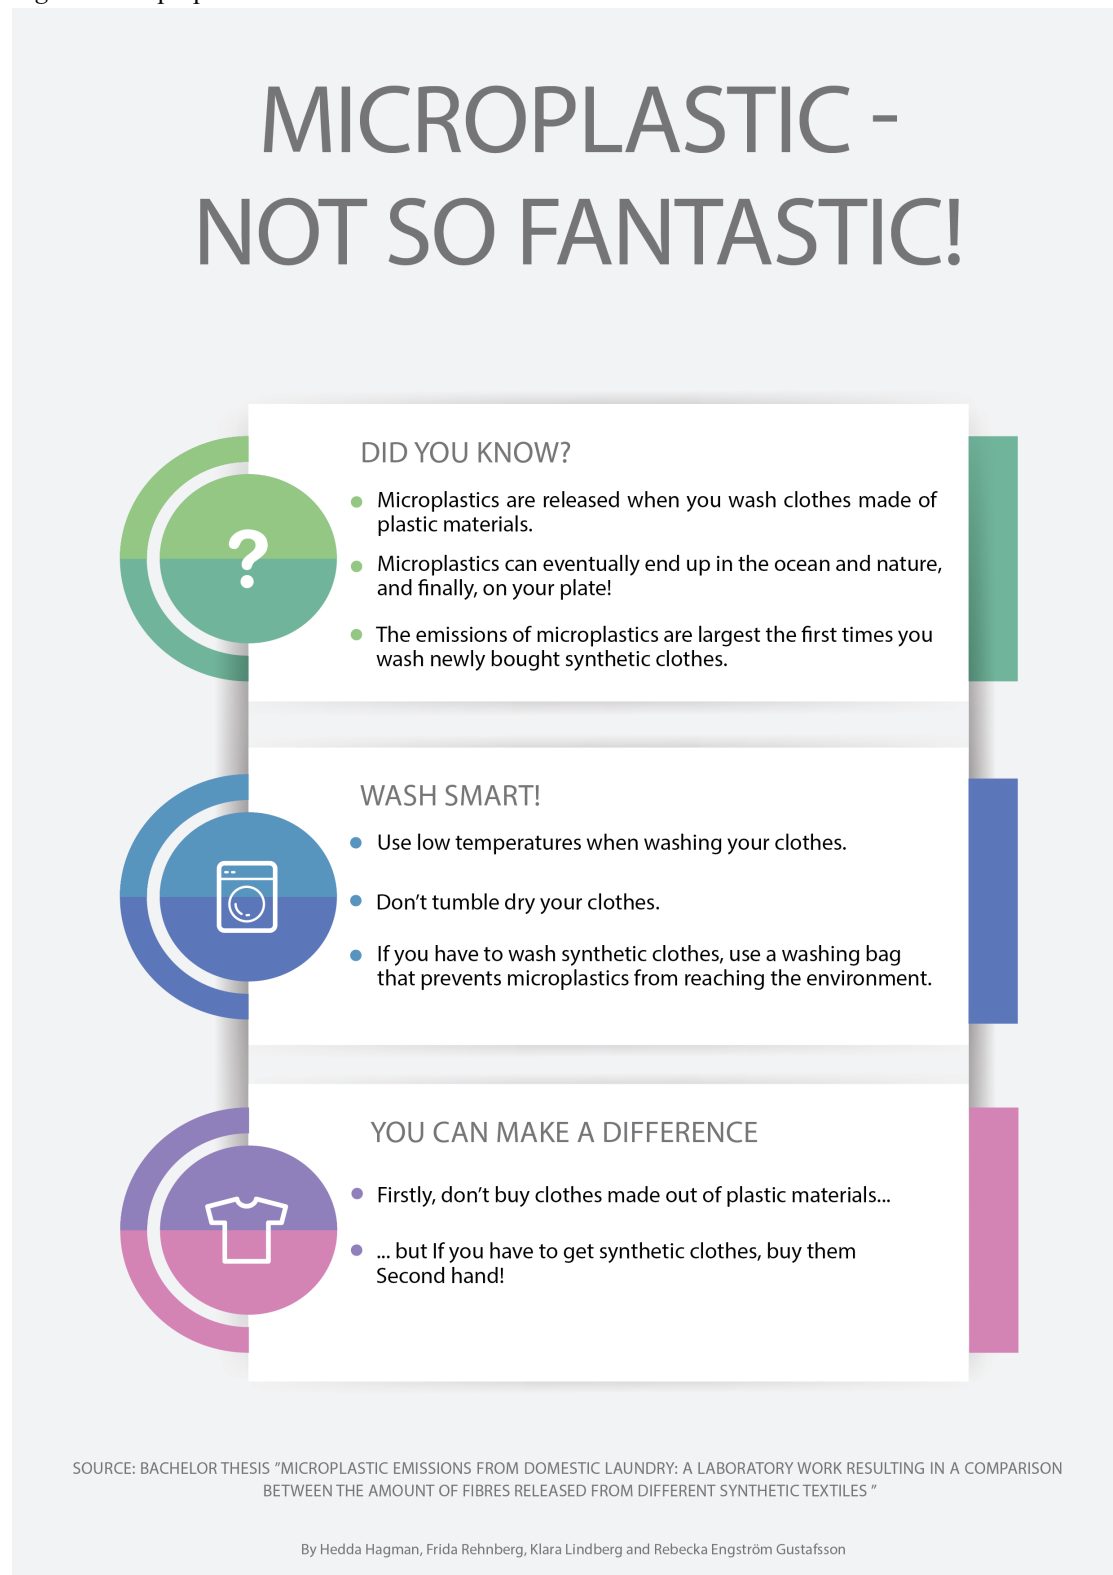 MICROPLASTIC -
NOT SO FANTASTIC!
DID YOU KNOW?
Microplastics are released when you wash clothes made of
plastic materials.
Microplastics can eventually end up in the ocean and nature,
and finally, on your plate!
The emissions of microplastics are largest the first times you
wash newly bought synthetic clothes.
WASH SMART!
Use low temperatures when washing your clothes.
Don’t tumble dry your clothes.
If you have to wash synthetic clothes, use a washing bag
that prevents microplastics from reaching the environment.
YOU CAN MAKE A DIFFERENCE
Firstly, don’t buy clothes made out of plastic materials...
... but If you have to get synthetic clothes, buy them
Second hand!
SOURCE: BACHELOR THESIS ”MICROPLASTIC EMISSIONS FROM DOMESTIC LAUNDRY: A LABORATORY WORK RESULTING IN A COMPARISON
BETWEEN THE AMOUNT OF FIBRES RELEASED FROM DIFFERENT SYNTHETIC TEXTILES ”
By Hedda Hagman, Frida Rehnberg, Klara Lindberg and Rebecka Engström Gustafsson